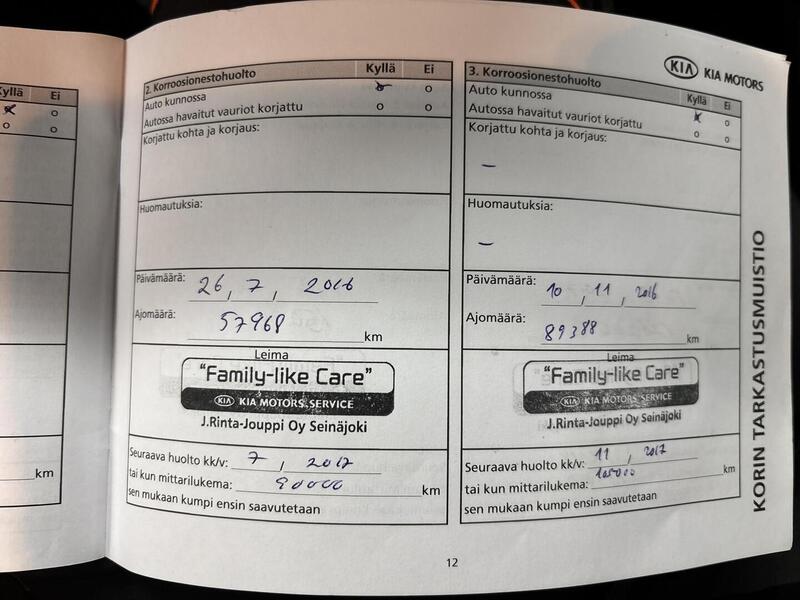 Kyllä Ei
x o
o o
km
km
2. Korroosionestohuolto Kyllä Ei
Auto kunnossa o
Autossa havaitut vauriot korjattu o o
Korjattu kohta ja korjaus:
Huomautuksia:
Päivämäärä: 26, 7, 2016
Ajomäärä: 57968 km
Leima
"Family-like Care"
KIA KIA MOTORS SERVICE
J.Rinta-Jouppi Oy Seinäjoki
Seuraava huolto kk/v: 7, 2017
tai kun mittarilukema: 90000 km
sen mukaan kumpi ensin saavutetaan
KIA KIA MOTORS
3. Korroosionestohuolto Kyllä Ei
Auto kunnossa x o
Autossa havaitut vauriot korjattu o o
Korjattu kohta ja korjaus:
–
Huomautuksia:
–
Päivämäärä: 10, 11, 2016
Ajomäärä: 89388 km
Leima
"Family-like Care"
KIA KIA MOTORS SERVICE
J.Rinta-Jouppi Oy Seinäjoki
Seuraava huolto kk/v: 11, 2017
tai kun mittarilukema: km
sen mukaan kumpi ensin saavutetaan
KORIN TARKASTUSMUISTIO
12